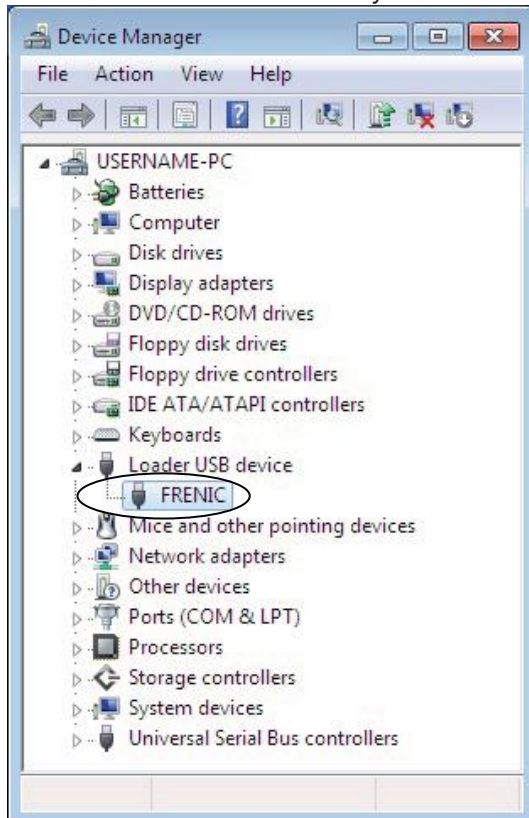 Device Manager
File Action View Help
USERNAME-PC
Batteries
Computer
Disk drives
Display adapters
DVD/CD-ROM drives
Floppy disk drives
Floppy drive controllers
IDE ATA/ATAPI controllers
Keyboards
Loader USB device
FRENIC
Mice and other pointing devices
Network adapters
Other devices
Ports (COM & LPT)
Processors
Storage controllers
System devices
Universal Serial Bus controllers